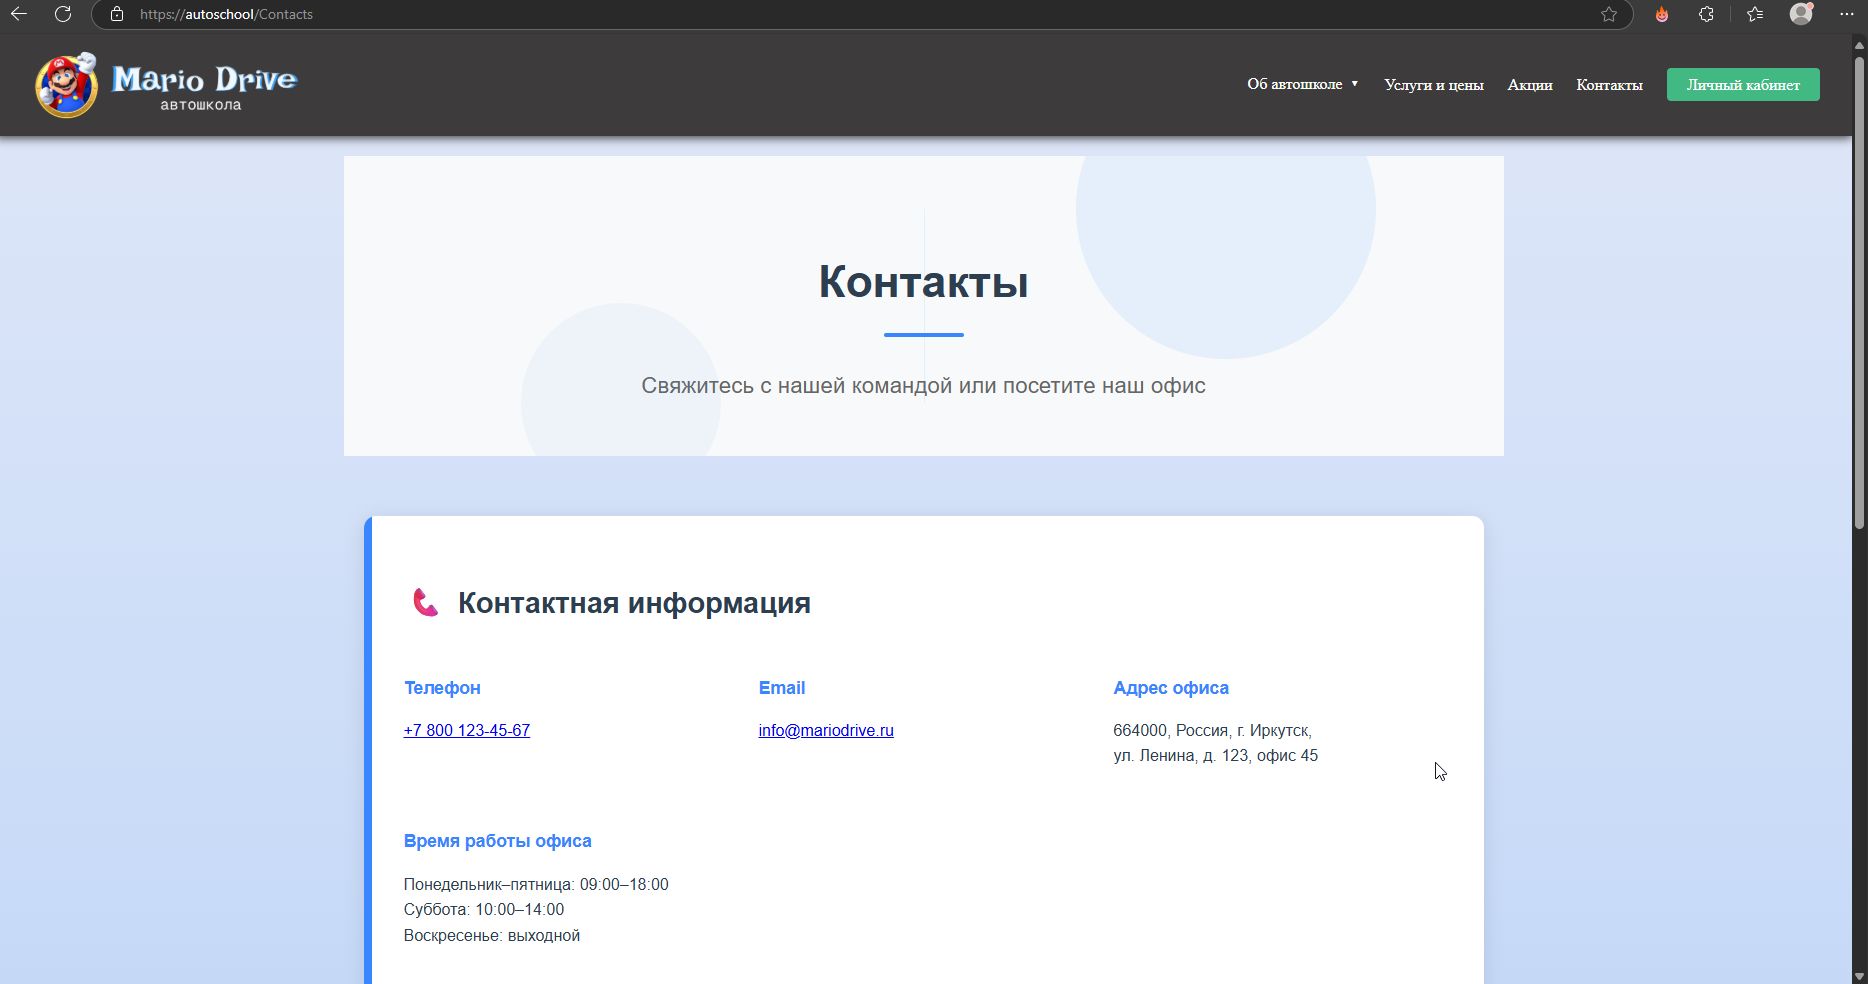 https://autoschool/Contacts
Mario Drive
автошкола
Об автошколе ▼
Услуги и цены
Акции
Контакты
Личный кабинет
Контакты
Свяжитесь с нашей командой или посетите наш офис
Контактная информация
Телефон
+7 800 123-45-67
Email
info@mariodrive.ru
Адрес офиса
664000, Россия, г. Иркутск,
ул. Ленина, д. 123, офис 45
Время работы офиса
Понедельник–пятница: 09:00–18:00
Суббота: 10:00–14:00
Воскресенье: выходной